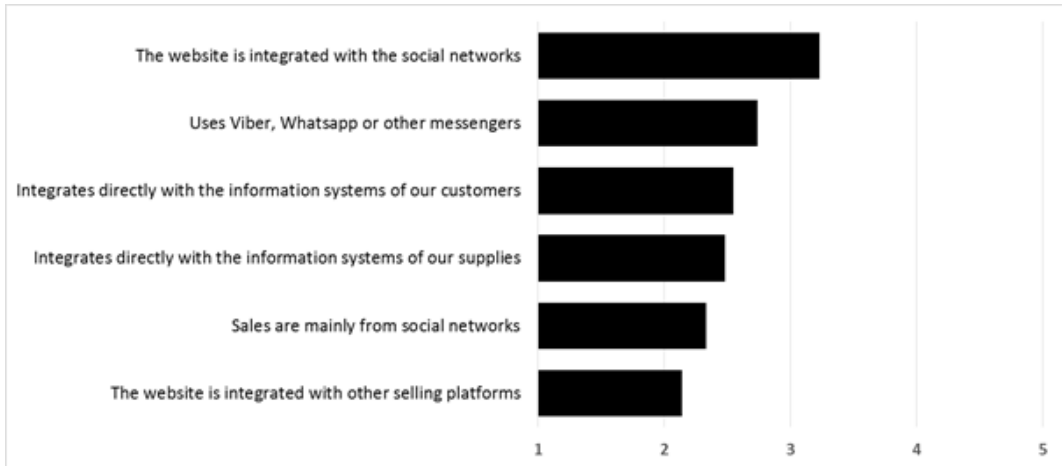 The website is integrated with the social networks
Uses Viber, Whatsapp or other messengers
Integrates directly with the information systems of our customers
Integrates directly with the information systems of our supplies
Sales are mainly from social networks
The website is integrated with other selling platforms
1 2 3 4 5